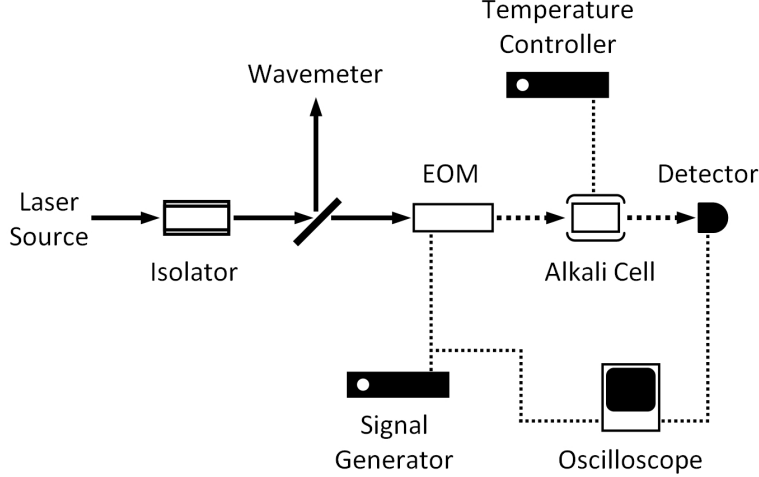 Temperature
Controller
Wavemeter
EOM
Detector
Laser
Source
Isolator
Alkali Cell
Signal
Generator
Oscilloscope